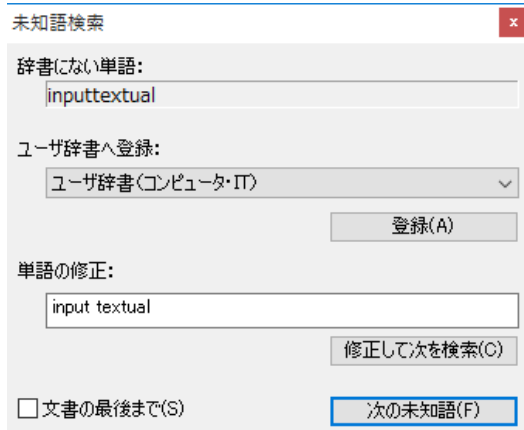 未知語検索
x
辞書にない単語:
inputtextual
ユーザ辞書へ登録:
ユーザ辞書(コンピュータ・IT)
登録(A)
単語の修正:
input textual
修正して次を検索(C)
文書の最後まで(S)
次の未知語(F)